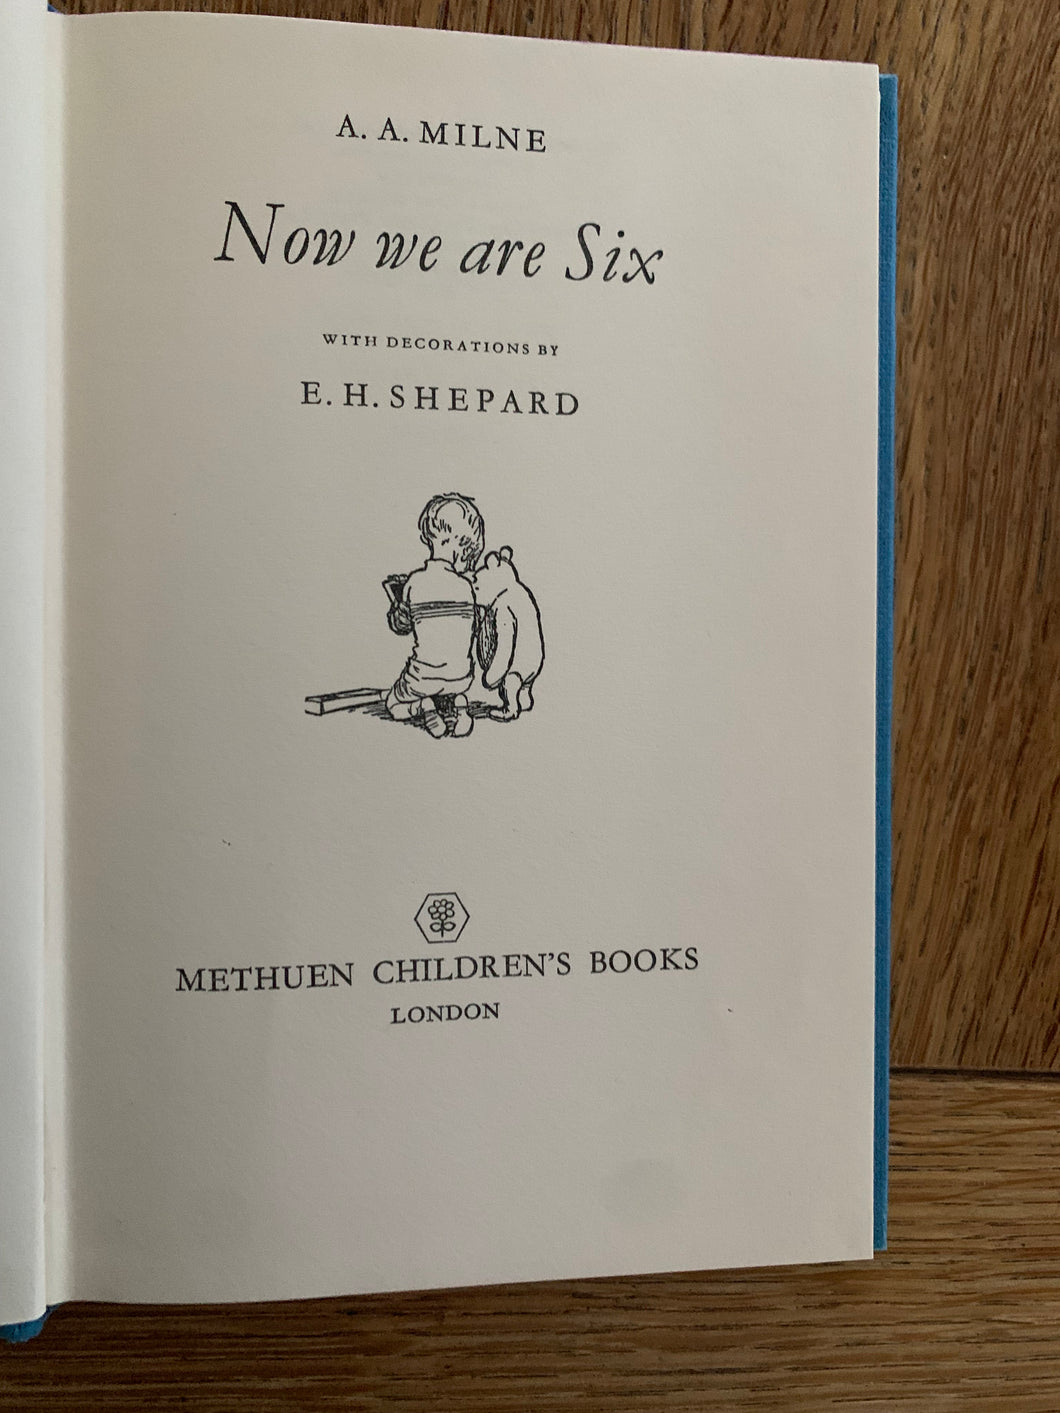 A. A. MILNE
Now we are Six
WITH DECORATIONS BY
E. H. SHEPARD
METHUEN CHILDREN'S BOOKS
LONDON